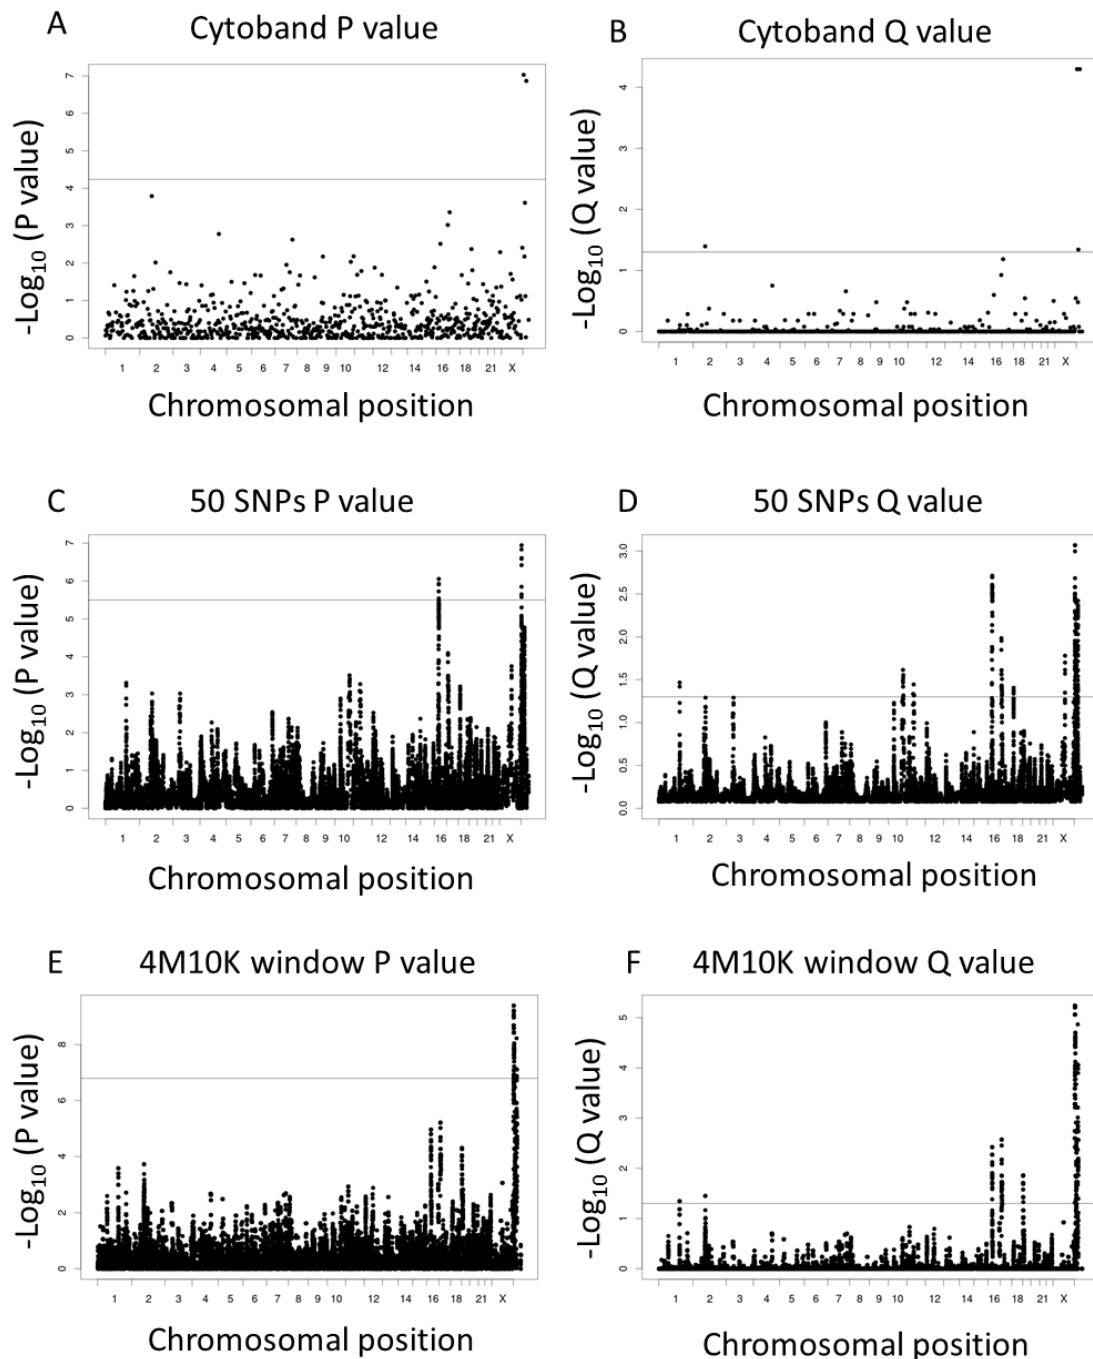 A Cytoband P value
7
6
5
4
3
2
1
0
-Log10 (P value)
1 2 3 4 5 6 7 8 9 10 12 14 16 18 21 X
Chromosomal position
B Cytoband Q value
4
3
2
1
0
-Log10 (Q value)
1 2 3 4 5 6 7 8 9 10 12 14 16 18 21 X
Chromosomal position
C 50 SNPs P value
7
6
5
4
3
2
1
0
-Log10 (P value)
1 2 3 4 5 6 7 8 9 10 12 14 16 18 21 X
Chromosomal position
D 50 SNPs Q value
3.0
2.5
2.0
1.5
1.0
0.5
0.0
-Log10 (Q value)
1 2 3 4 5 6 7 8 9 10 12 14 16 18 21 X
Chromosomal position
E 4M10K window P value
8
6
4
2
0
-Log10 (P value)
1 2 3 4 5 6 7 8 9 10 12 14 16 18 21 X
Chromosomal position
F 4M10K window Q value
5
4
3
2
1
0
-Log10 (Q value)
1 2 3 4 5 6 7 8 9 10 12 14 16 18 21 X
Chromosomal position